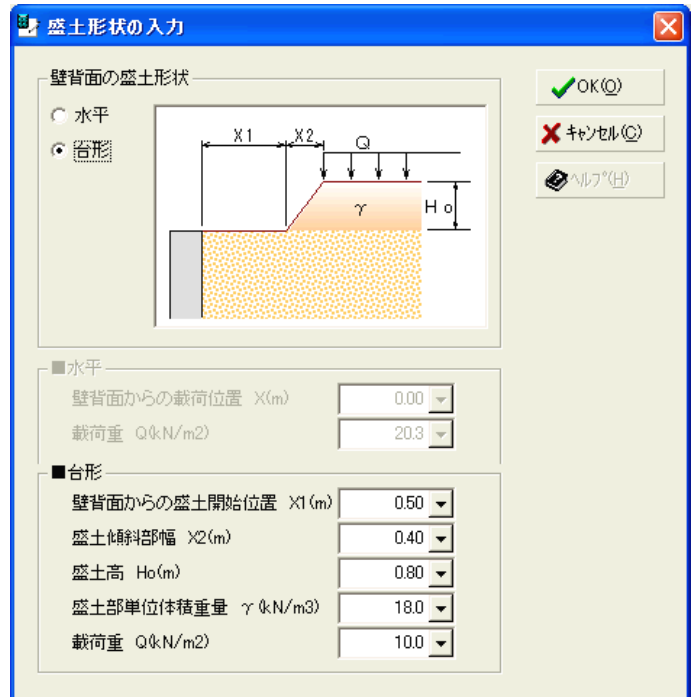 盛土形状の入力
壁背面の盛土形状
水平
台形
X1 X2 Q
γ Ho
OK(O)
キャンセル(C)
ヘルプ(H)
■水平
壁背面からの載荷位置 X(m) 0.00
載荷重 Q(kN/m2) 20.3
■台形
壁背面からの盛土開始位置 X1(m) 0.50
盛土傾斜部幅 X2(m) 0.40
盛土高 Ho(m) 0.80
盛土部単位体積重量 γ(kN/m3) 18.0
載荷重 Q(kN/m2) 10.0